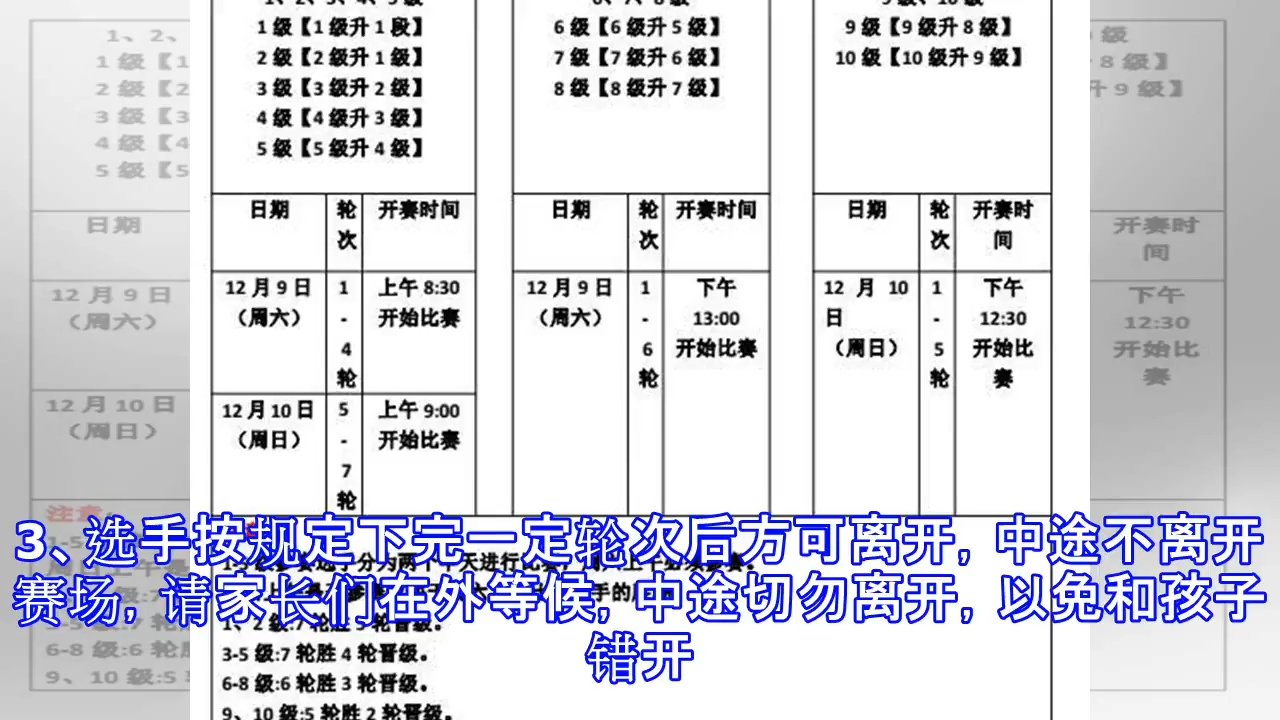 1级【1级升1段】
2级【2级升1级】
3级【3级升2级】
4级【4级升3级】
5级【5级升4级】
6级【6级升5级】
7级【7级升6级】
8级【8级升7级】
9级【9级升8级】
10级【10级升9级】
日期 轮次 开赛时间
12月9日
（周六）
1
-
4
轮
上午 8:30
开始比赛
12月10日
（周日）
5
-
7
轮
上午 9:00
开始比赛
日期 轮次 开赛时间
12月9日
（周六）
1
-
6
轮
下午
13:00
开始比赛
日期 轮次 开赛时间
12 月 10
日
（周日）
1
-
5
轮
下午
12:30
开始比
赛
3、选手按规定下完一定轮次后方可离开, 中途不离开
赛场, 请家长们在外等候, 中途切勿离开, 以免和孩子
错开
3-5级:7轮胜4轮晋级。
6-8级:6轮胜3轮晋级。
9、10级:5轮胜2轮晋级。